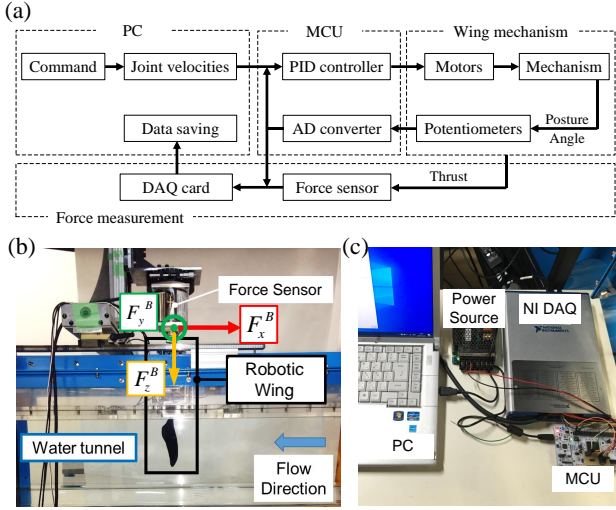 (a)
PC
MCU
Wing mechanism
Command
Joint velocities
PID controller
Motors
Mechanism
Data saving
AD converter
Potentiometers
Posture
Angle
DAQ card
Force sensor
Thrust
Force measurement
(b)
(c)
Force Sensor
F_y^B
F_x^B
F_z^B
Robotic
Wing
Water tunnel
Flow
Direction
Power
Source
NI DAQ
NATIONAL
INSTRUMENTS
PC
MCU